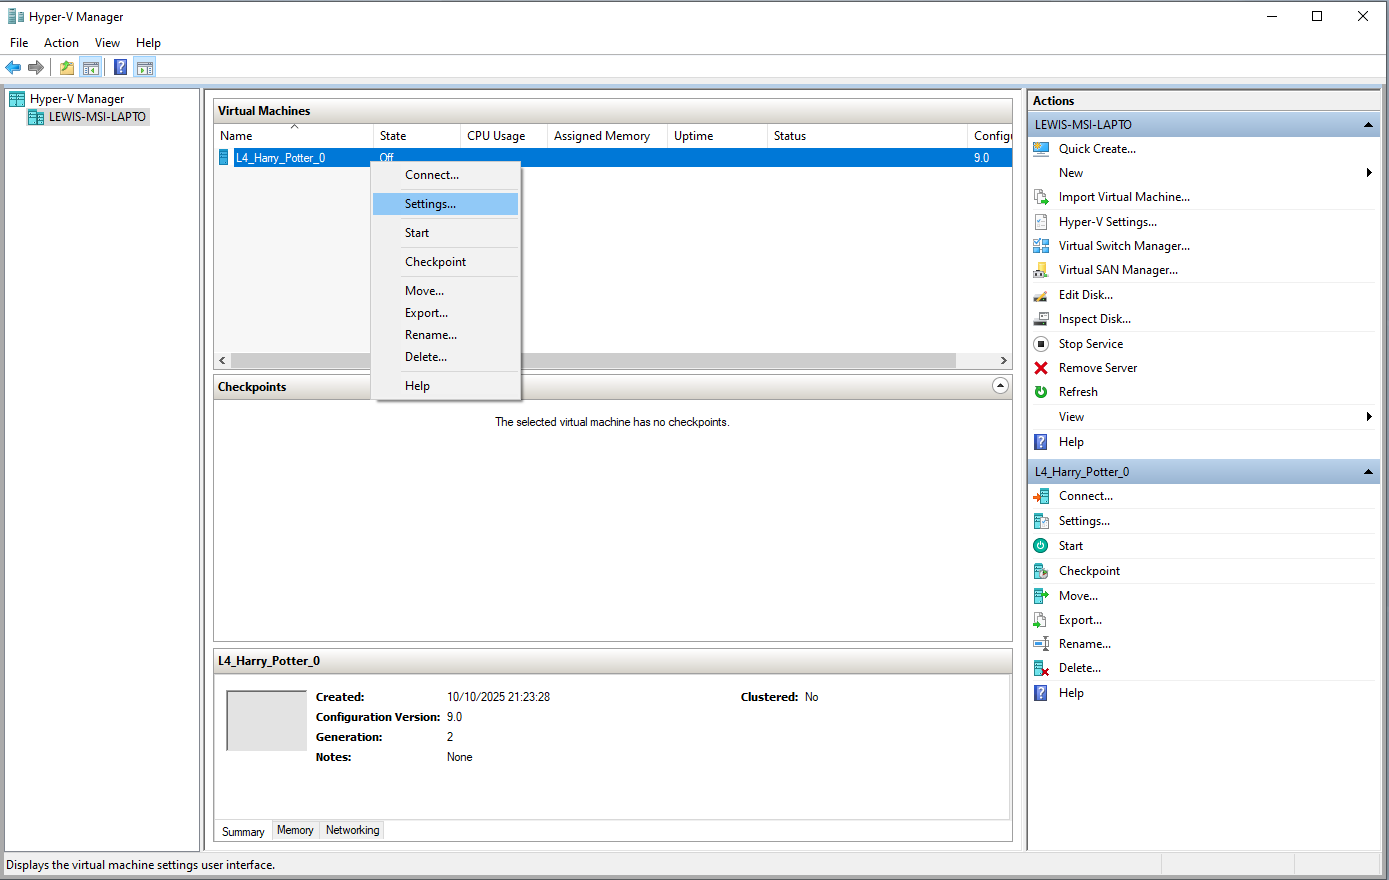 Hyper-V Manager
File Action View Help
Hyper-V Manager
LEWIS-MSI-LAPTO
Virtual Machines
Name State CPU Usage Assigned Memory Uptime Status Configu
L4_Harry_Potter_0 Off 9.0
Connect...
Settings...
Start
Checkpoint
Move...
Export...
Rename...
Delete...
Help
Checkpoints
The selected virtual machine has no checkpoints.
L4_Harry_Potter_0
Created: 10/10/2025 21:23:28 Clustered: No
Configuration Version: 9.0
Generation: 2
Notes: None
Summary Memory Networking
Actions
LEWIS-MSI-LAPTO
Quick Create...
New
Import Virtual Machine...
Hyper-V Settings...
Virtual Switch Manager...
Virtual SAN Manager...
Edit Disk...
Inspect Disk...
Stop Service
Remove Server
Refresh
View
Help
L4_Harry_Potter_0
Connect...
Settings...
Start
Checkpoint
Move...
Export...
Rename...
Delete...
Help
Displays the virtual machine settings user interface.